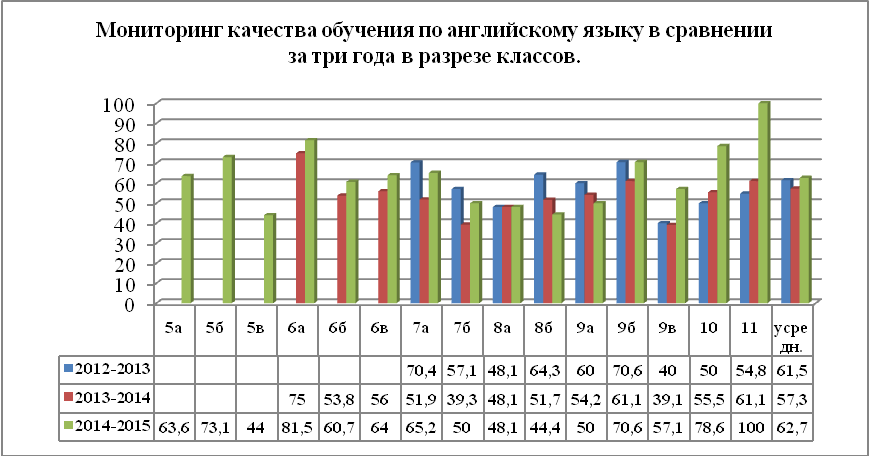 Мониторинг качества обучения по английскому языку в сравнении
за три года в разрезе классов.
100
90
80
70
60
50
40
30
20
10
0
5а 5б 5в 6а 6б 6в 7а 7б 8а 8б 9а 9б 9в 10 11 усре
дн.
2012-2013 70,4 57,1 48,1 64,3 60 70,6 40 50 54,8 61,5
2013-2014 75 53,8 56 51,9 39,3 48,1 51,7 54,2 61,1 39,1 55,5 61,1 57,3
2014-2015 63,6 73,1 44 81,5 60,7 64 65,2 50 48,1 44,4 50 70,6 57,1 78,6 100 62,7